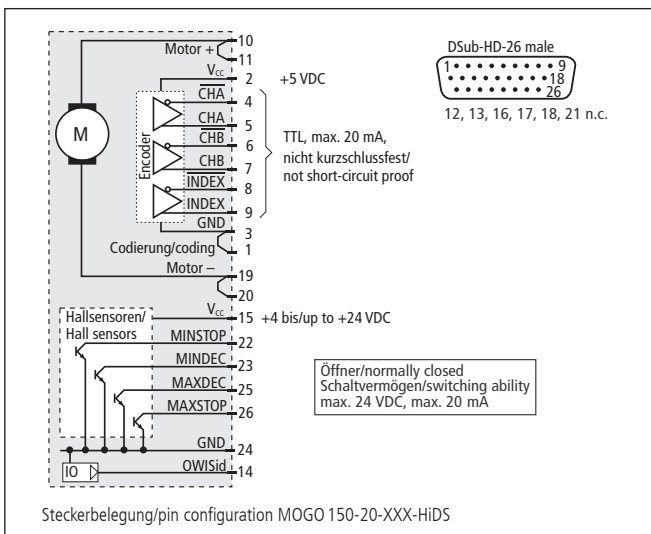 Motor + 10
11
VCC 2 +5 VDC
C̅H̅A̅ 4
CHA 5
C̅H̅B̅ 6
CHB 7
I̅N̅D̅E̅X̅ 8
INDEX 9
GND 3
Codierung/coding 1
Motor – 19
20
M
Encoder
TTL, max. 20 mA,
nicht kurzschlussfest/
not short-circuit proof
DSub-HD-26 male
1 9
18
26
12, 13, 16, 17, 18, 21 n.c.
Hallsensoren/
Hall sensors
VCC 15 +4 bis/up to +24 VDC
MINSTOP 22
MINDEC 23
MAXDEC 25
MAXSTOP 26
GND 24
IO OWISid 14
Öffner/normally closed
Schaltvermögen/switching ability
max. 24 VDC, max. 20 mA
Steckerbelegung/pin configuration MOGO 150-20-XXX-HiDS